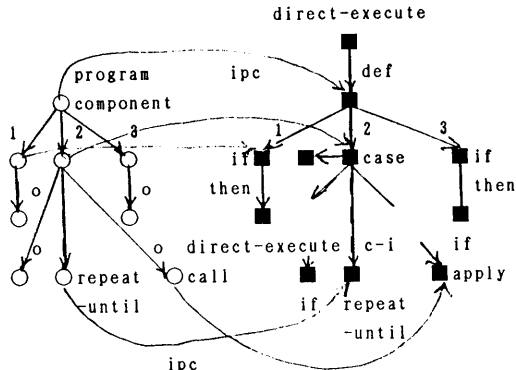 direct-execute
program
ipc
def
component
1
2
3
1
2
3
if
case
if
o
then
o
then
o
o
direct-execute
c-i
if
repeat
call
apply
-until
if
repeat
-until
ipc